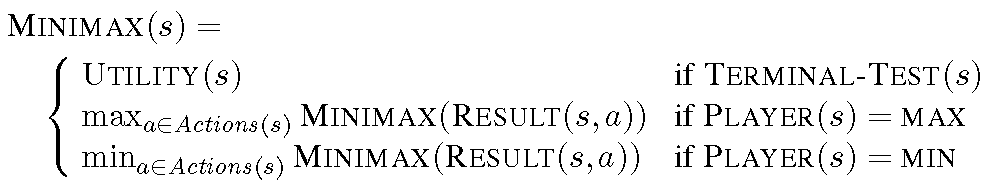 MINIMAX(s) =
UTILITY(s) if TERMINAL-TEST(s)
max_{a∈Actions(s)} MINIMAX(RESULT(s, a)) if PLAYER(s) = MAX
min_{a∈Actions(s)} MINIMAX(RESULT(s, a)) if PLAYER(s) = MIN